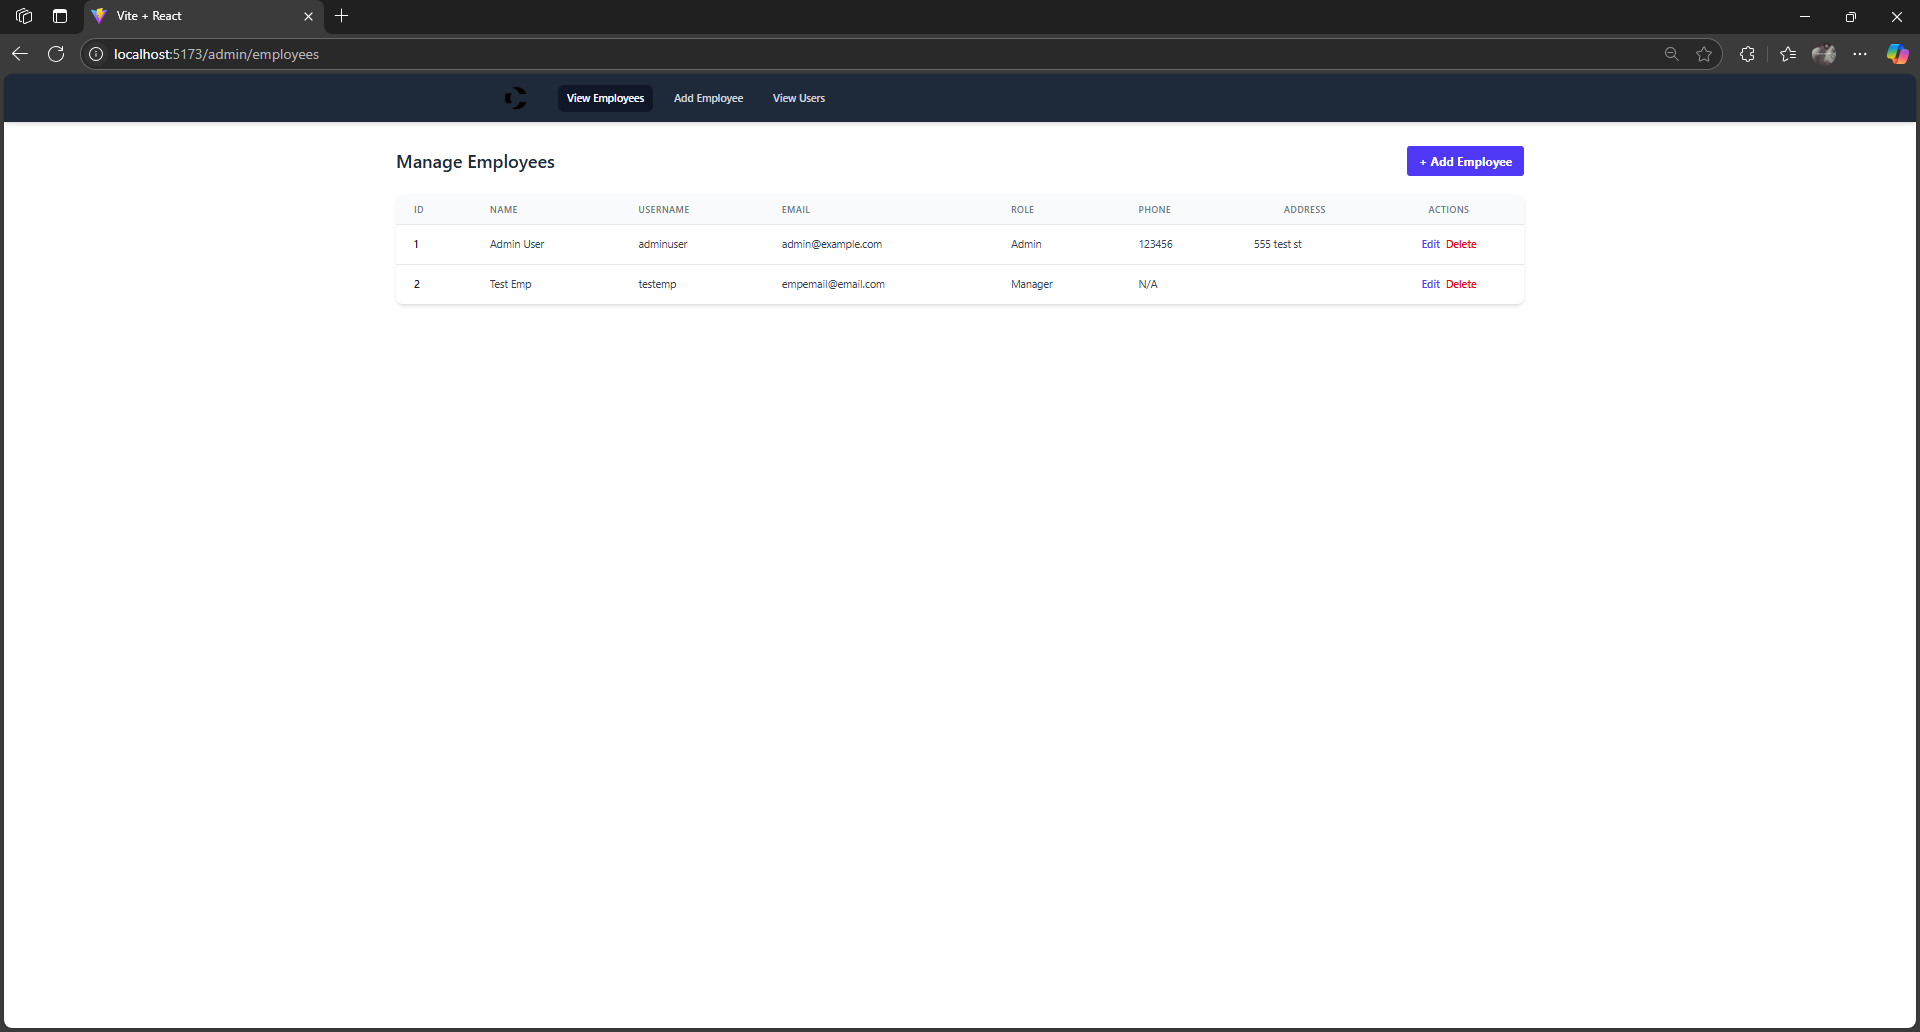 Vite + React
localhost:5173/admin/employees
View Employees Add Employee View Users
Manage Employees + Add Employee
ID NAME USERNAME EMAIL ROLE PHONE ADDRESS ACTIONS
1 Admin User adminuser admin@example.com Admin 123456 555 test st Edit Delete
2 Test Emp testemp empemail@email.com Manager N/A Edit Delete